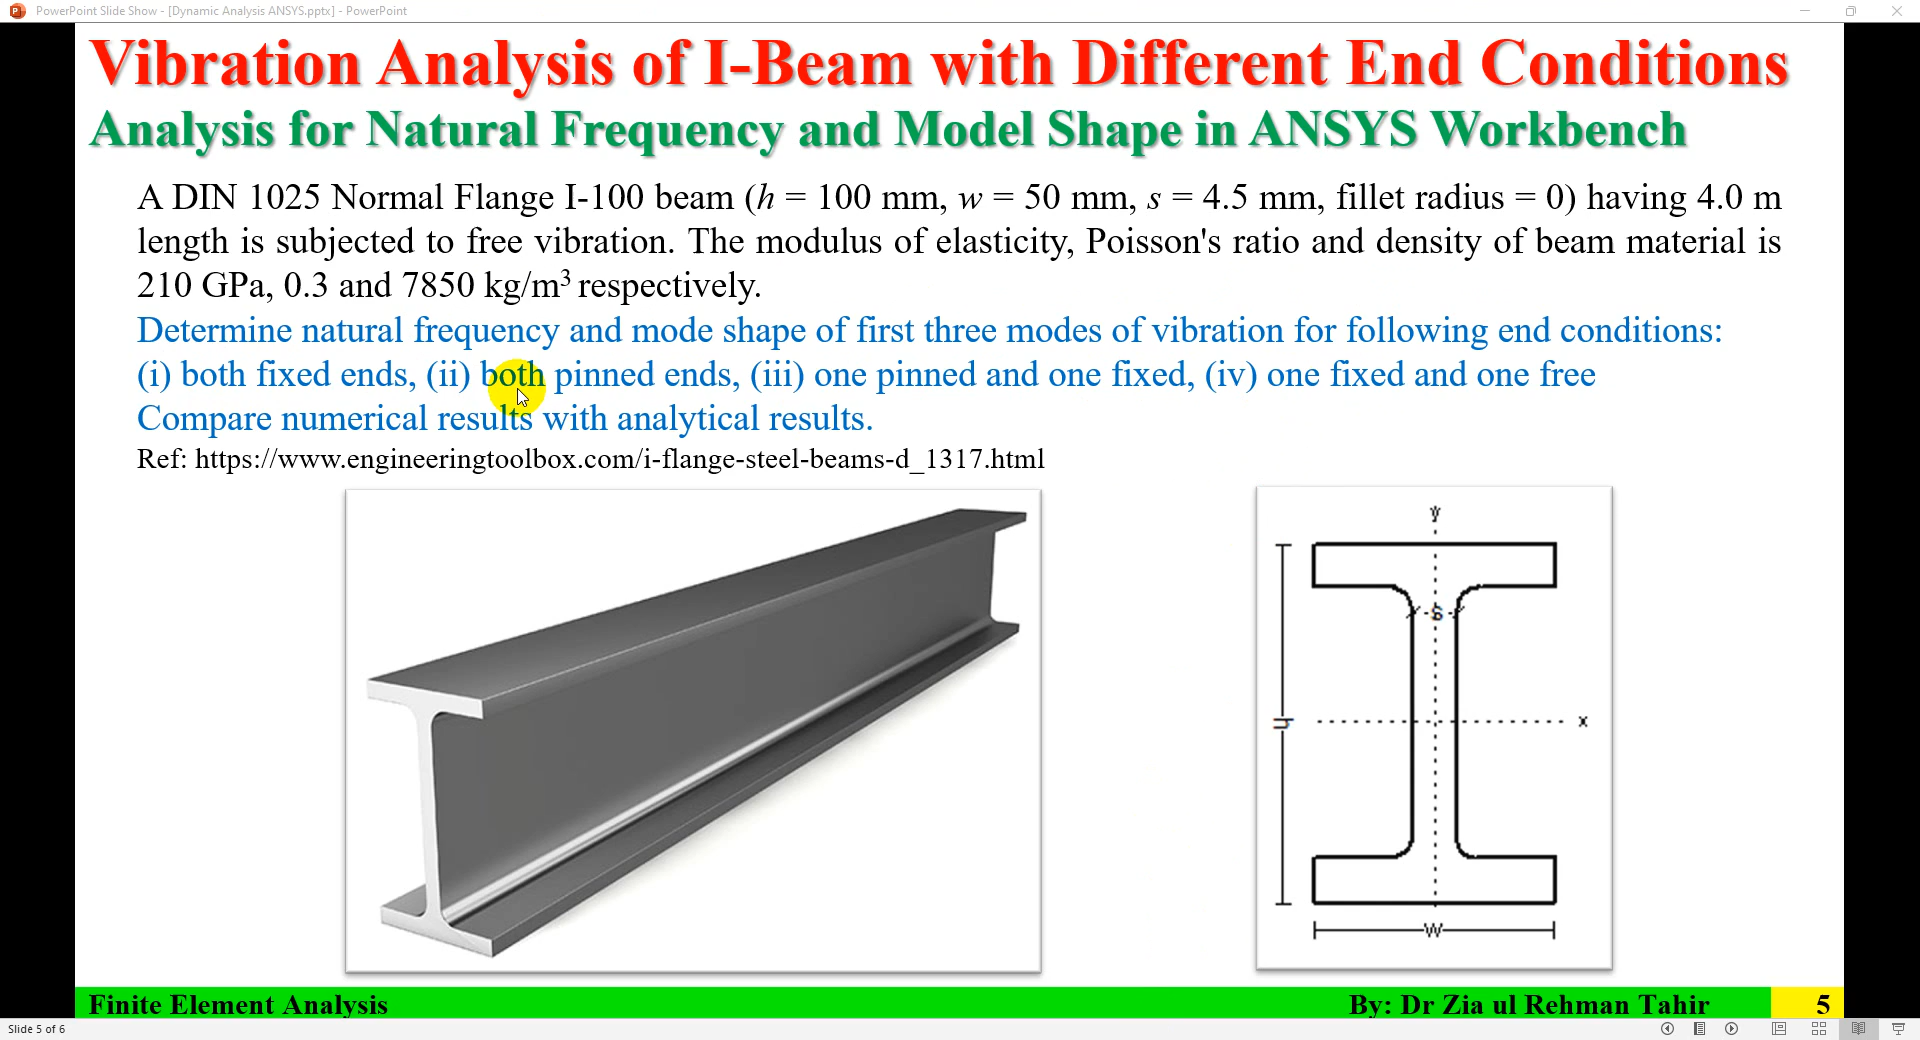 PowerPoint Slide Show - [Dynamic Analysis ANSYS.pptx] - PowerPoint
Vibration Analysis of I-Beam with Different End Conditions
Analysis for Natural Frequency and Model Shape in ANSYS Workbench
A DIN 1025 Normal Flange I-100 beam (h = 100 mm, w = 50 mm, s = 4.5 mm, fillet radius = 0) having 4.0 m
length is subjected to free vibration. The modulus of elasticity, Poisson's ratio and density of beam material is
210 GPa, 0.3 and 7850 kg/m³ respectively.
Determine natural frequency and mode shape of first three modes of vibration for following end conditions:
(i) both fixed ends, (ii) both pinned ends, (iii) one pinned and one fixed, (iv) one fixed and one free
Compare numerical results with analytical results.
Ref: https://www.engineeringtoolbox.com/i-flange-steel-beams-d_1317.html
y
s
h
x
w
Finite Element Analysis
By: Dr Zia ul Rehman Tahir
5
Slide 5 of 6